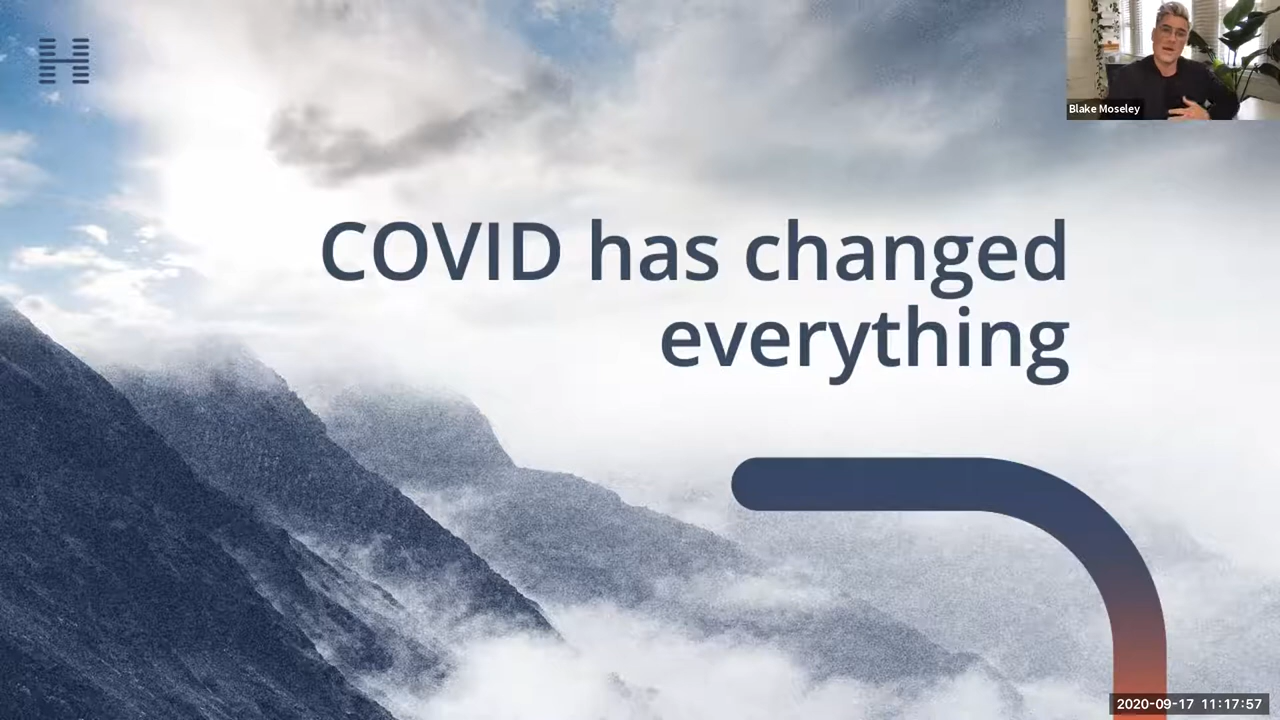 H
Blake Moseley
COVID has changed
everything
2020-09-17 11:17:57